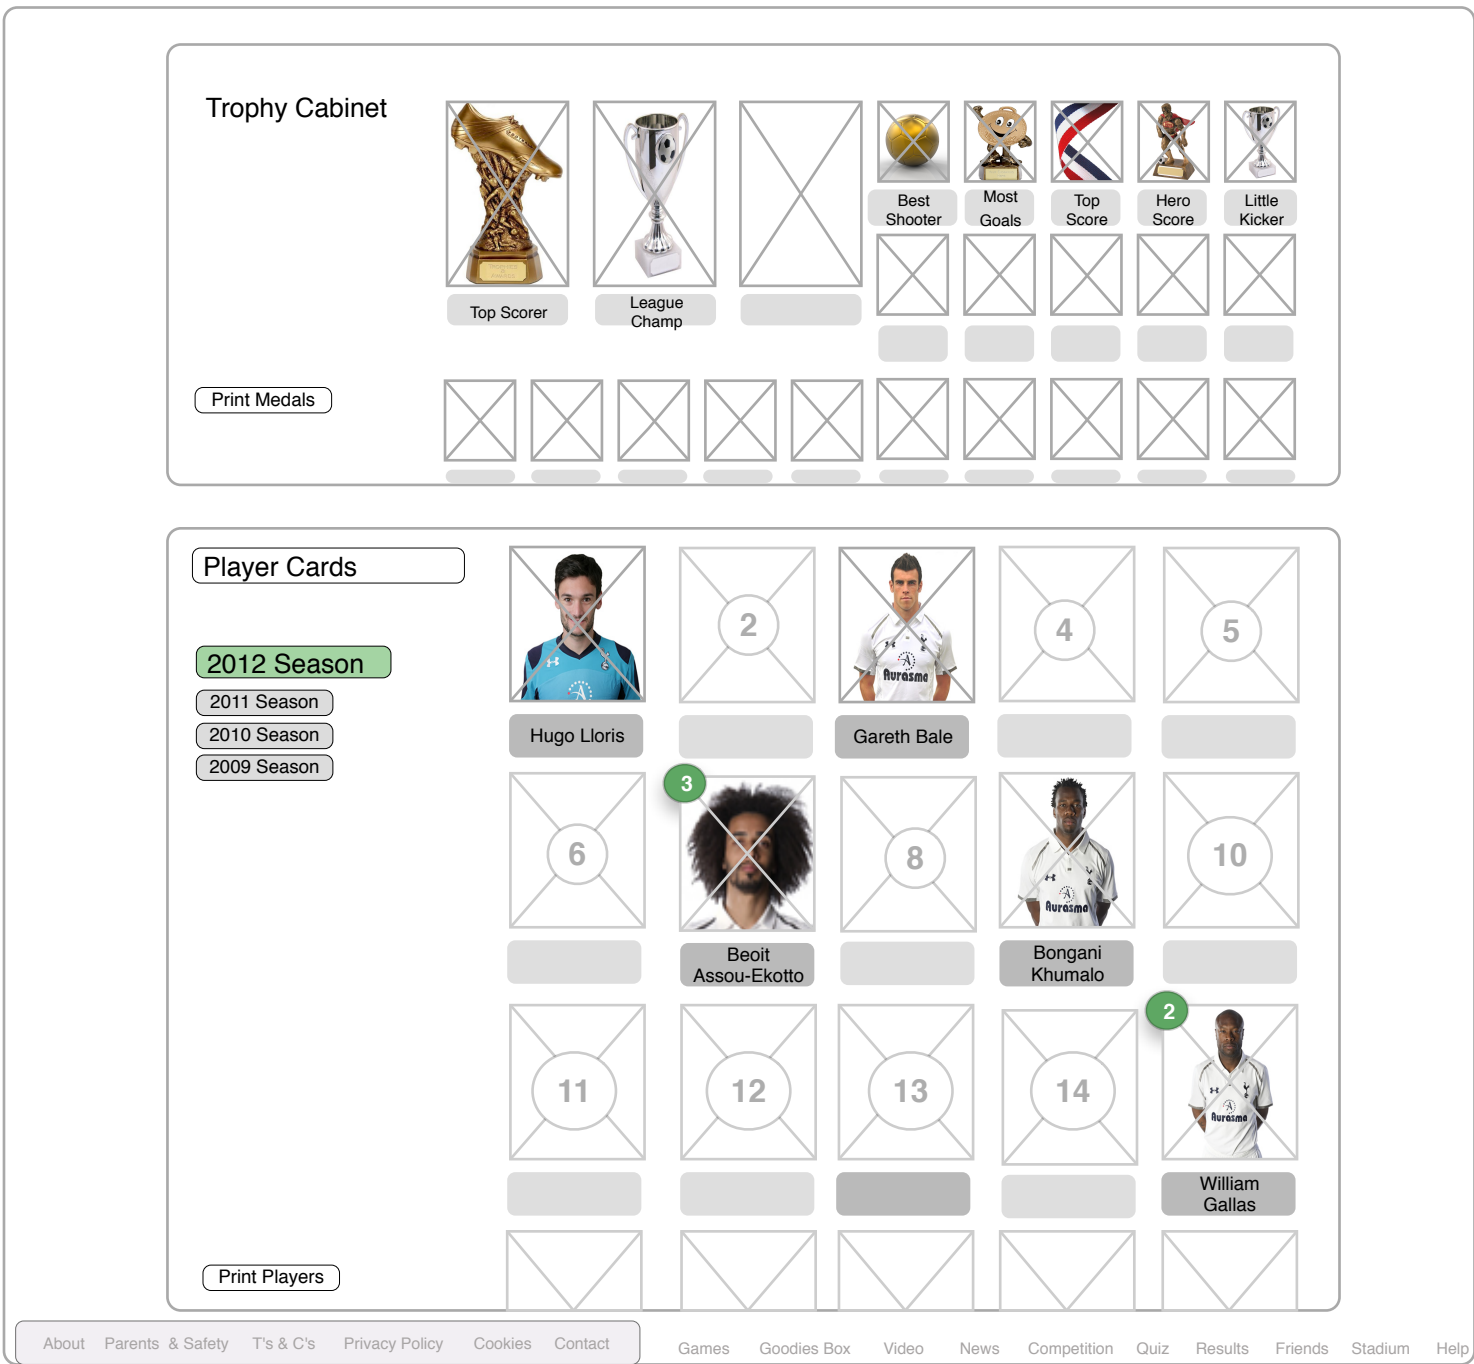 Trophy Cabinet
Top Scorer
League
Champ
Best
Shooter
Most
Goals
Top
Score
Hero
Score
Little
Kicker
Print Medals
Player Cards
2012 Season
2011 Season
2010 Season
2009 Season
2
Aurasma
4
5
Hugo Lloris
Gareth Bale
6
3
8
Aurasma
10
Beoit
Assou-Ekotto
Bongani
Khumalo
11
12
13
14
2
Aurasma
William
Gallas
Print Players
About Parents & Safety T's & C's Privacy Policy Cookies Contact
Games Goodies Box Video News Competition Quiz Results Friends Stadium Help